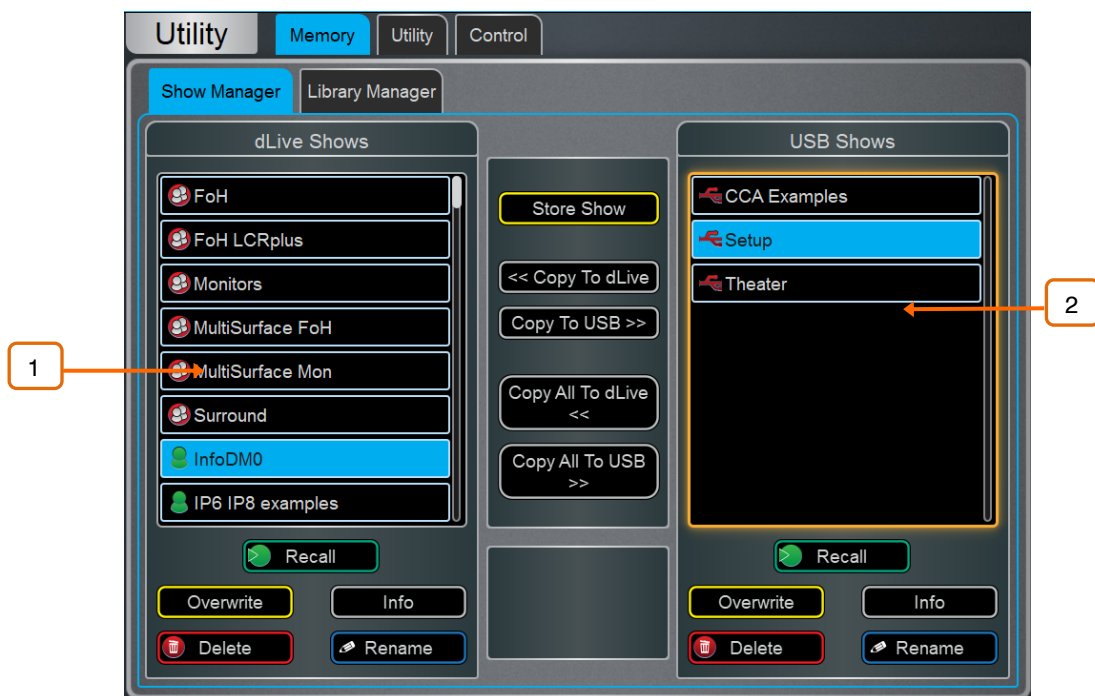 Utility
Memory
Utility
Control
Show Manager
Library Manager
dLive Shows
FoH
FoH LCRplus
Monitors
MultiSurface FoH
MultiSurface Mon
Surround
InfoDM0
IP6 IP8 examples
Recall
Overwrite
Info
Delete
Rename
Store Show
<< Copy To dLive
Copy To USB >>
Copy All To dLive
<<
Copy All To USB
>>
USB Shows
CCA Examples
Setup
Theater
Recall
Overwrite
Info
Delete
Rename
1
2